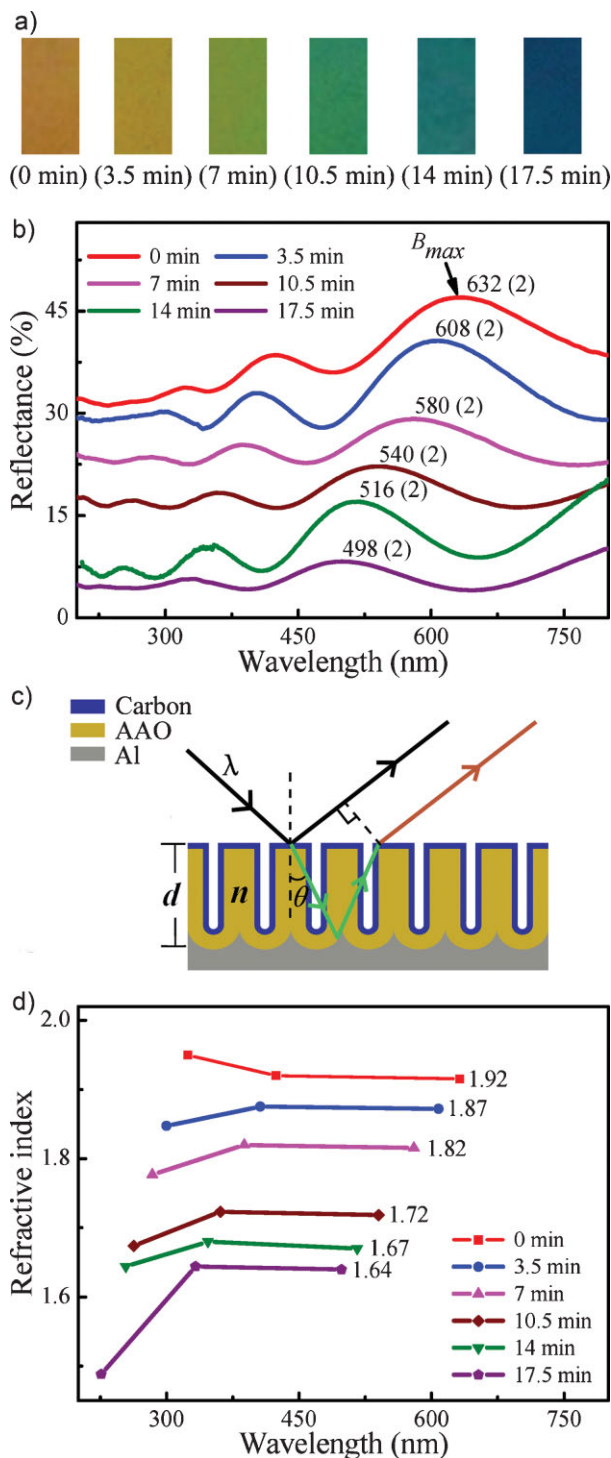 a)
(0 min) (3.5 min) (7 min) (10.5 min) (14 min) (17.5 min)
b)
0 min 3.5 min
7 min 10.5 min
14 min 17.5 min
Bmax
632 (2)
608 (2)
580 (2)
540 (2)
516 (2)
498 (2)
Reflectance (%)
45
30
15
0
300 450 600 750
Wavelength (nm)
c)
Carbon
AAO
Al
λ
d
n
θ
d)
Refractive index
2.0
1.8
1.6
1.92
1.87
1.82
1.72
1.67
1.64
0 min
3.5 min
7 min
10.5 min
14 min
17.5 min
300 450 600 750
Wavelength (nm)